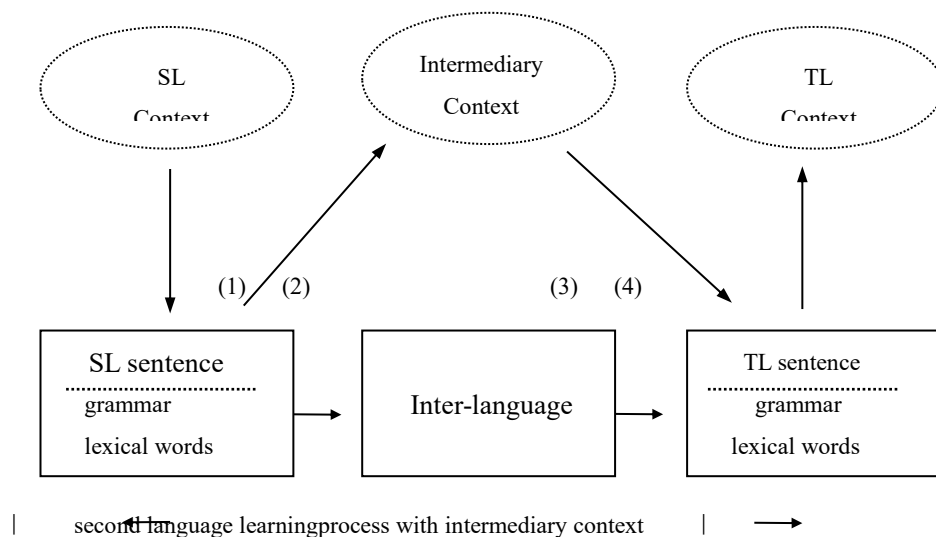 SL
Context
Intermediary
Context
TL
Context
(1) (2) (3) (4)
SL sentence
grammar
lexical words
Inter-language
TL sentence
grammar
lexical words
| second language learningprocess with intermediary context |